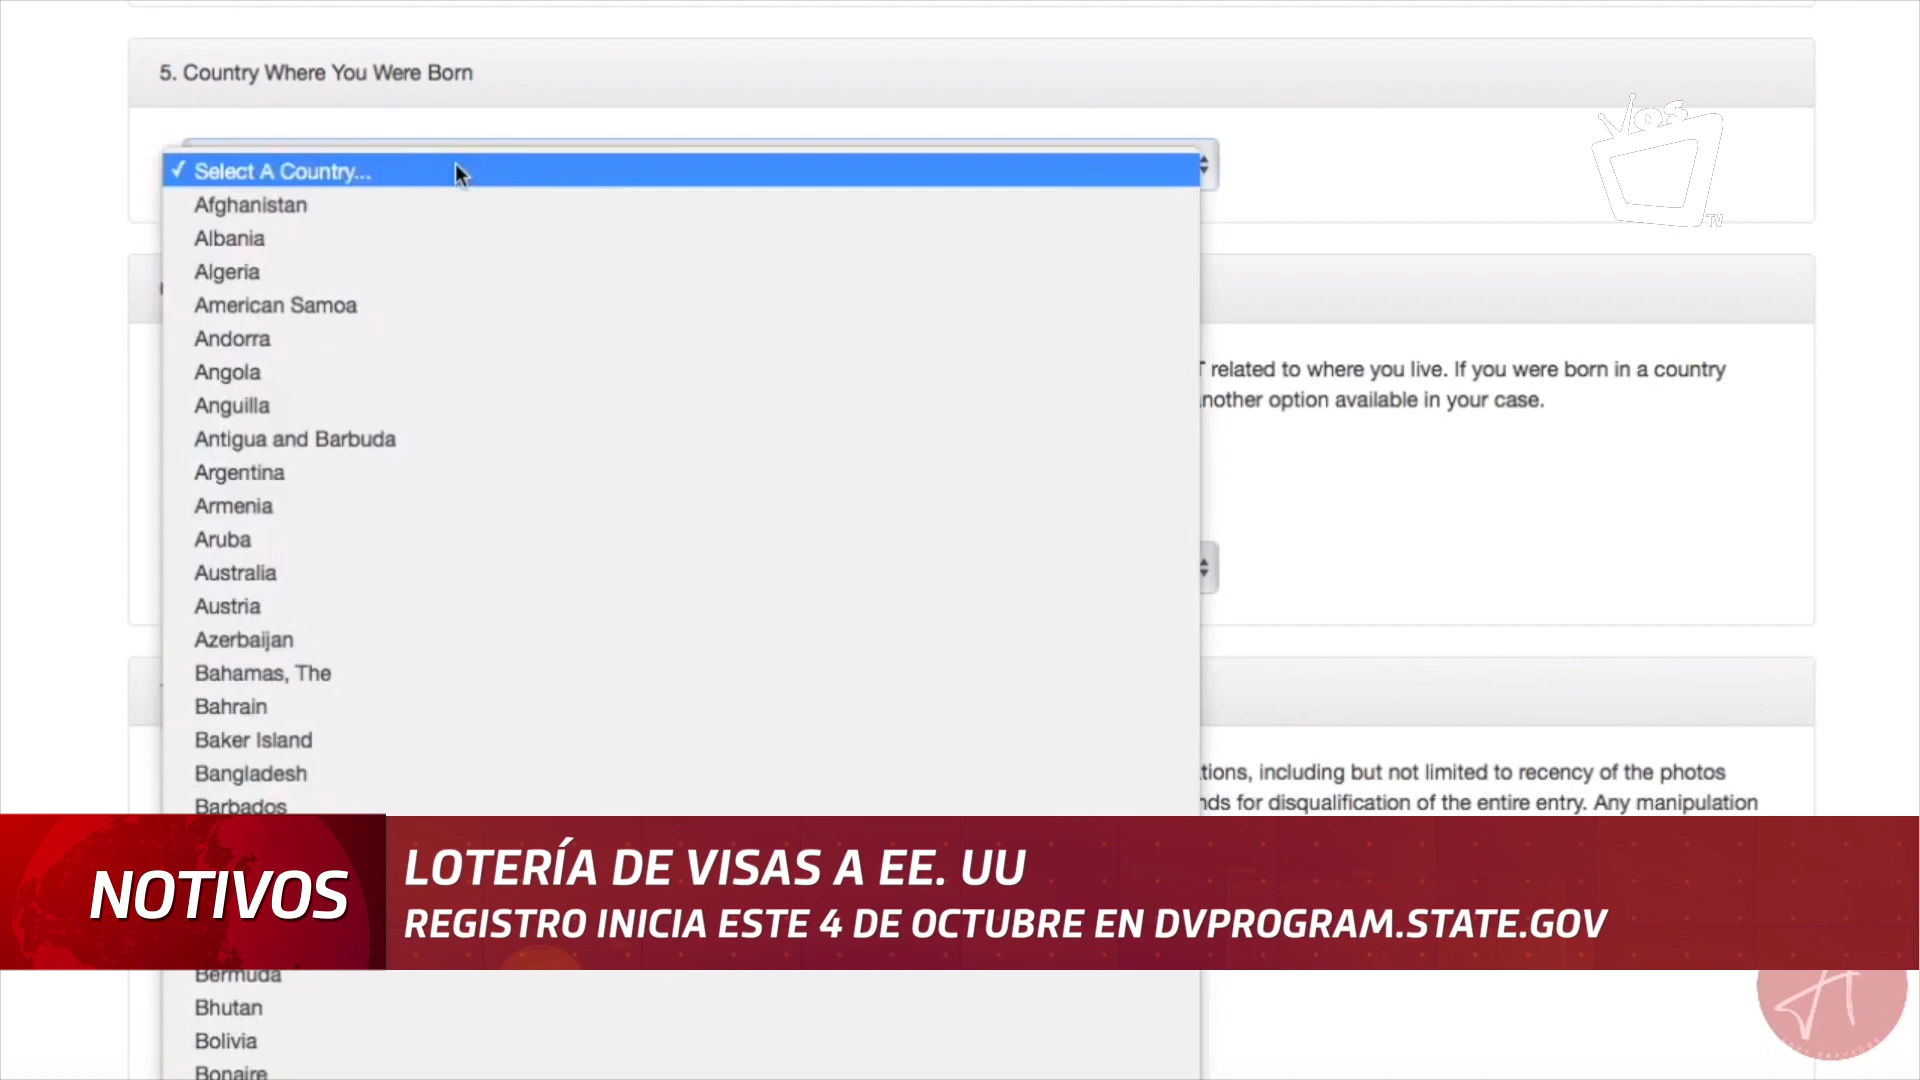 5. Country Where You Were Born
VOS
TV
✓ Select A Country...
Afghanistan
Albania
Algeria
American Samoa
Andorra
Angola
related to where you live. If you were born in a country
Anguilla
nother option available in your case.
Antigua and Barbuda
Argentina
Armenia
Aruba
Australia
Austria
Azerbaijan
Bahamas, The
Bahrain
Baker Island
Bangladesh
tions, including but not limited to recency of the photos
Barbados
nds for disqualification of the entire entry. Any manipulation
NOTIVOS
LOTERÍA DE VISAS A EE. UU
REGISTRO INICIA ESTE 4 DE OCTUBRE EN DVPROGRAM.STATE.GOV
Bermuda
Bhutan
Bolivia
Bonaire